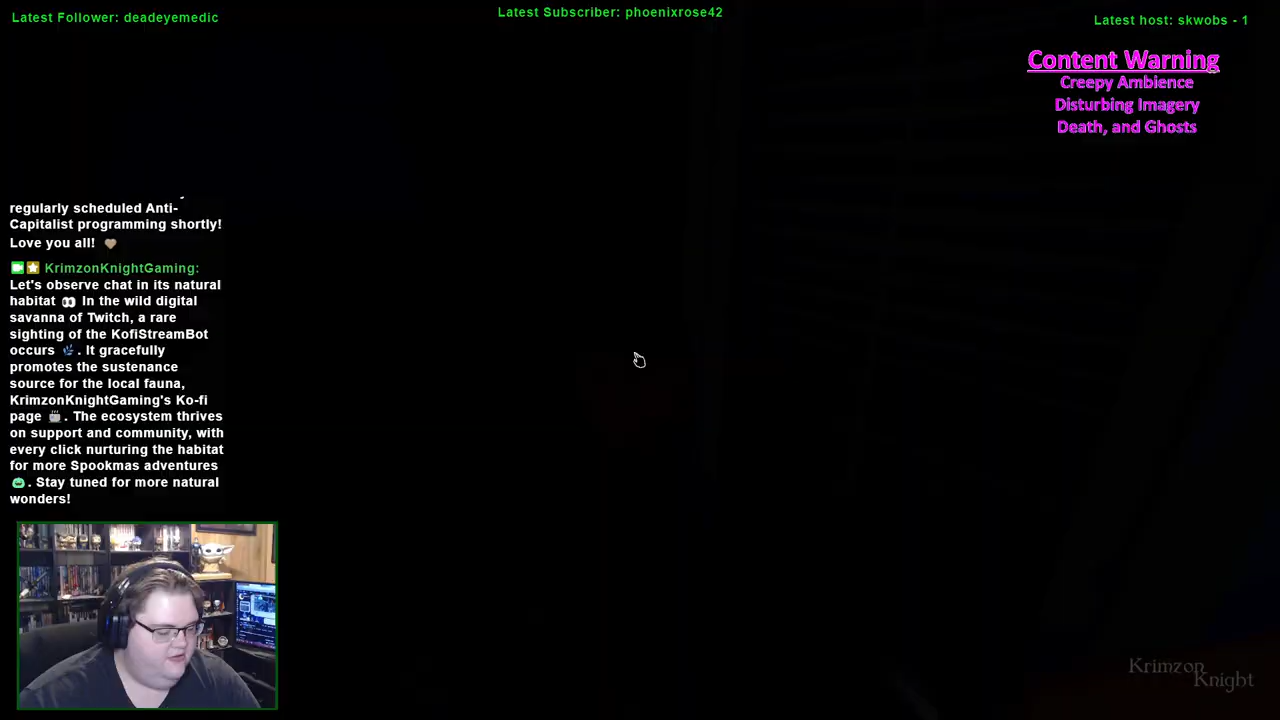 Latest Follower: deadeyemedic
Latest Subscriber: phoenixrose42
Latest host: skwobs - 1
Content Warning
Creepy Ambience
Disturbing Imagery
Death, and Ghosts
regularly scheduled Anti-
Capitalist programming shortly!
Love you all!
KrimzonKnightGaming:
Let's observe chat in its natural
habitat 👀 In the wild digital
savanna of Twitch, a rare
sighting of the KofiStreamBot
occurs 🌿. It gracefully
promotes the sustenance
source for the local fauna,
KrimzonKnightGaming's Ko-fi
page ☕. The ecosystem thrives
on support and community, with
every click nurturing the habitat
for more Spookmas adventures
🎃. Stay tuned for more natural
wonders!
Krimzon
Knight